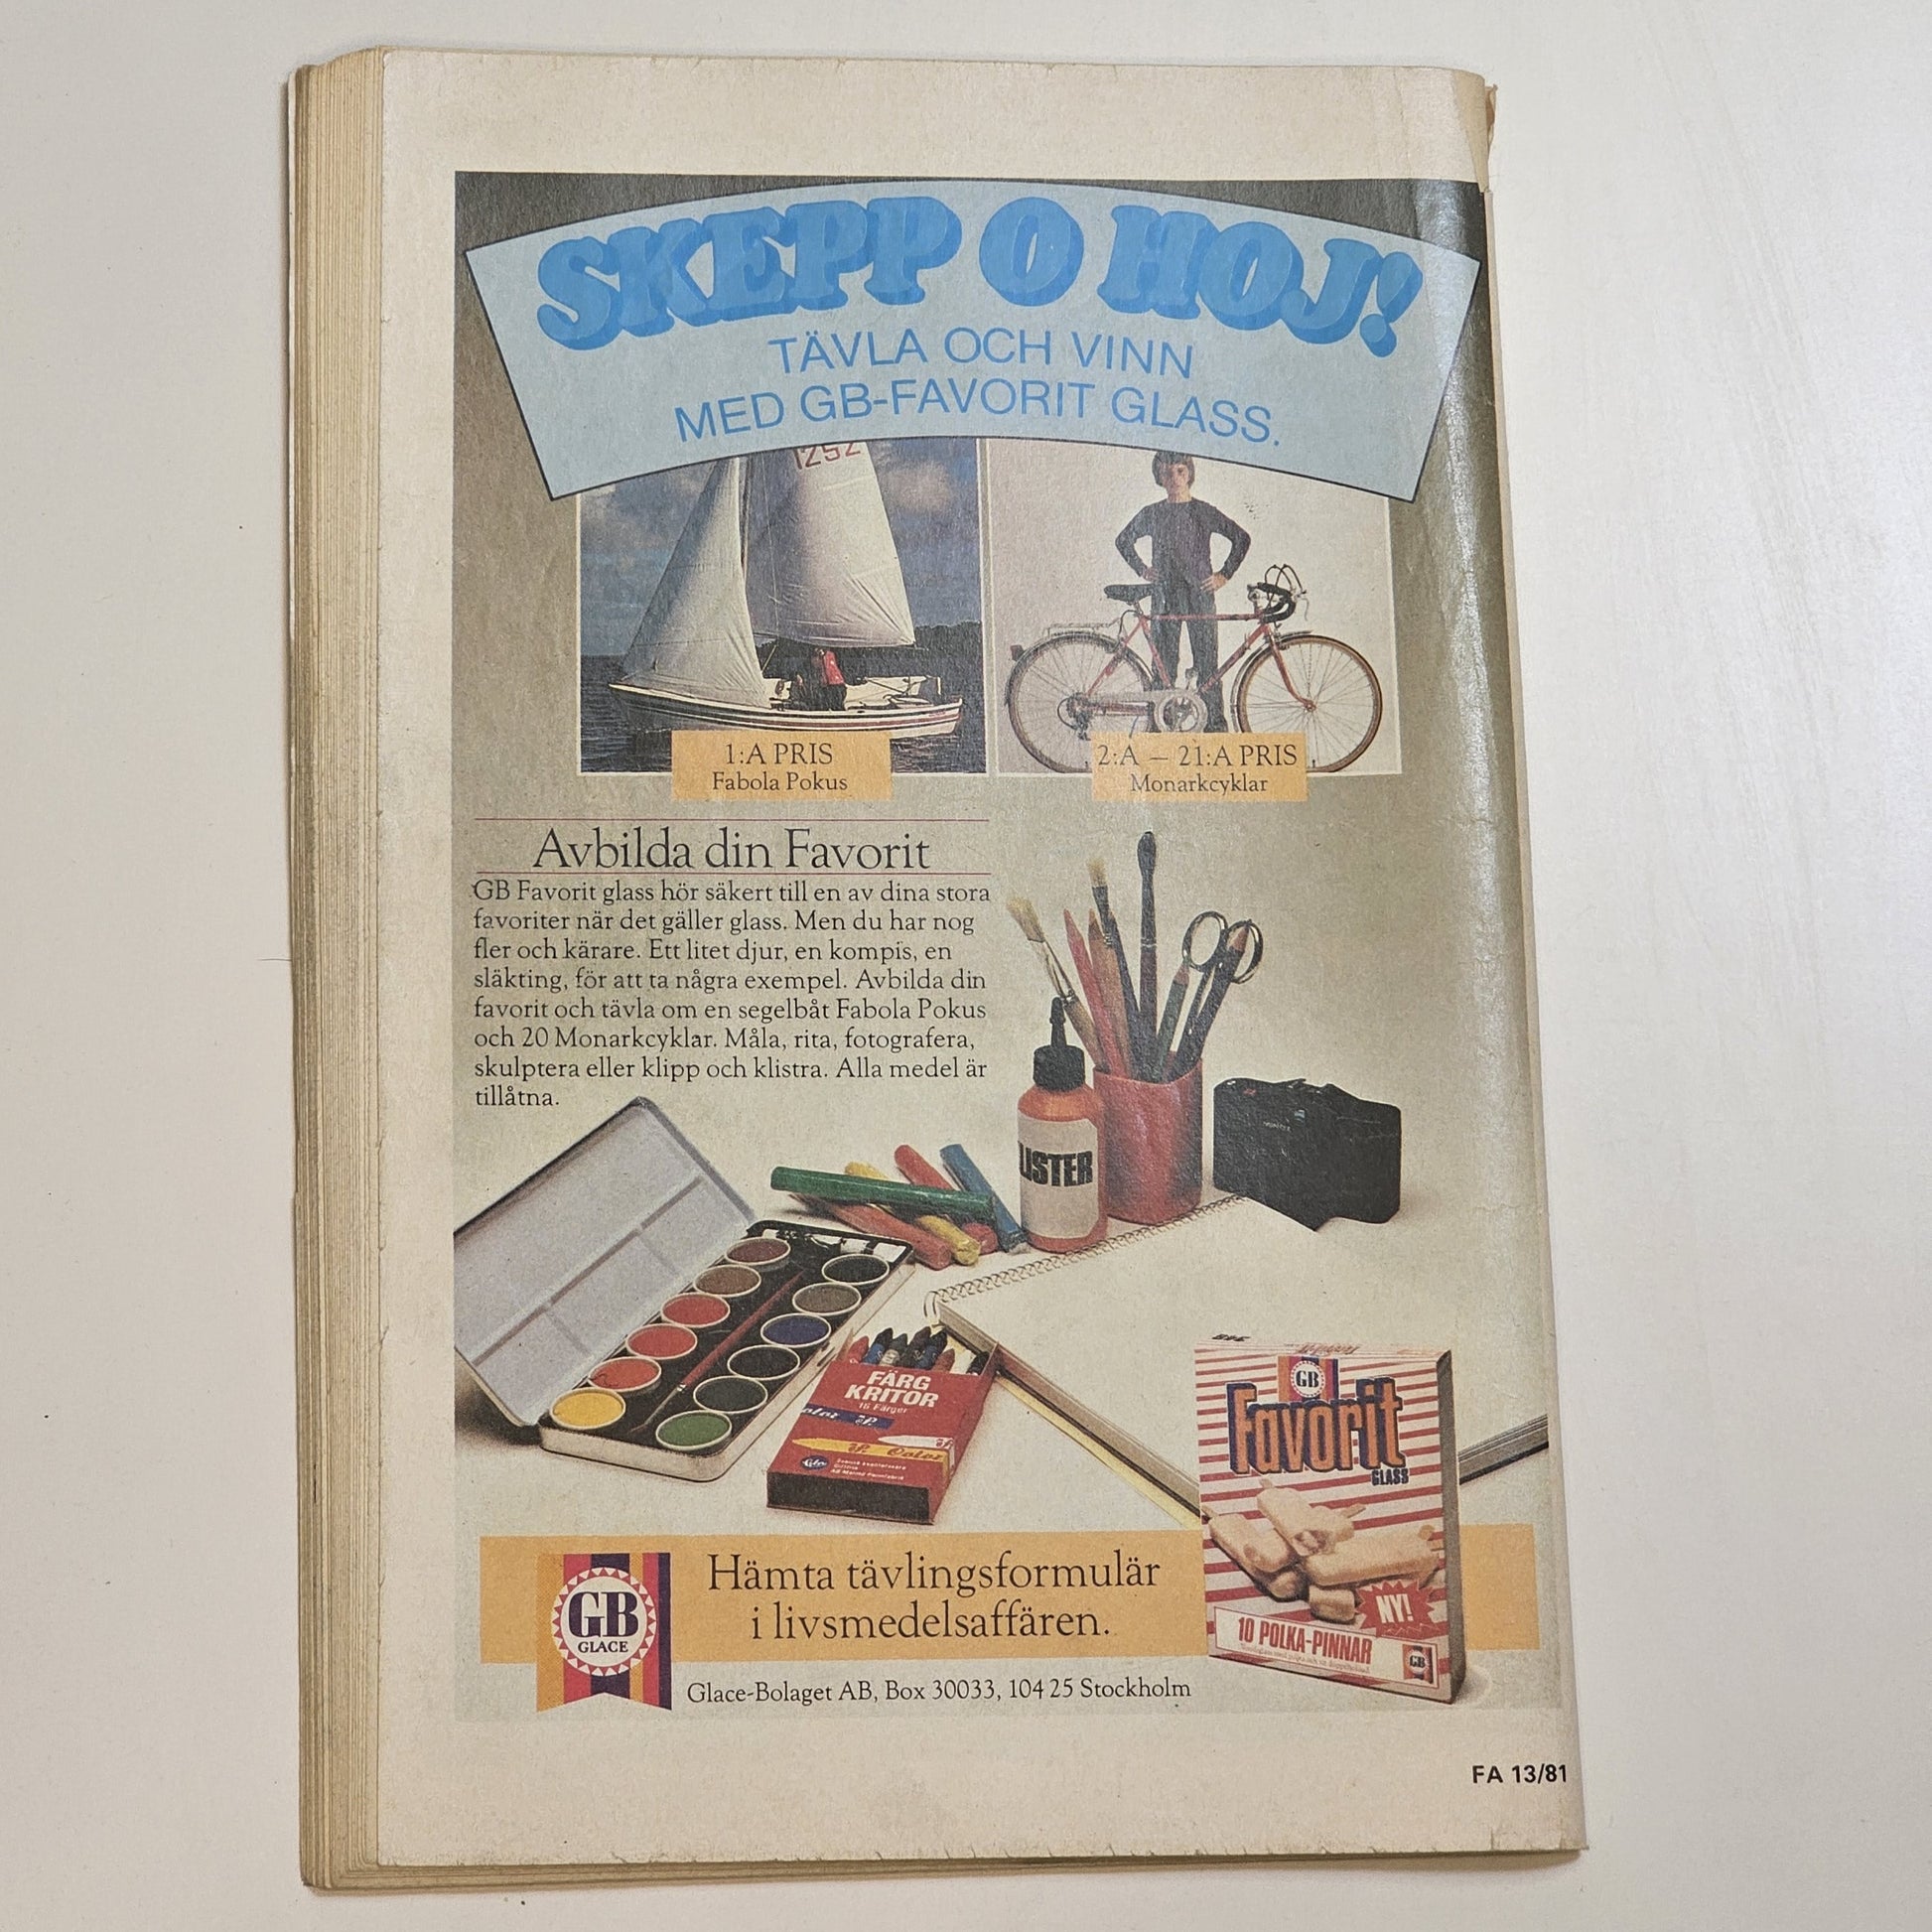 SKEPP O HOJ!
TÄVLA OCH VINN
MED GB-FAVORIT GLASS.
1292
1:A PRIS
Fabola Pokus
2:A – 21:A PRIS
Monarkcyklar
Avbilda din Favorit
GB Favorit glass hör säkert till en av dina stora
favoriter när det gäller glass. Men du har nog
fler och kärare. Ett litet djur, en kompis, en
släkting, för att ta några exempel. Avbilda din
favorit och tävla om en segelbåt Fabola Pokus
och 20 Monarkcyklar. Måla, rita, fotografera,
skulptera eller klipp och klistra. Alla medel är
tillåtna.
LISTER
FÄRG
KRITOR
16 Färger
Color
GB
Favorit
GLASS
NY!
10 POLKA-PINNAR
GB
Hämta tävlingsformulär
i livsmedelsaffären.
GB
GLACE
Glace-Bolaget AB, Box 30033, 104 25 Stockholm
FA 13/81